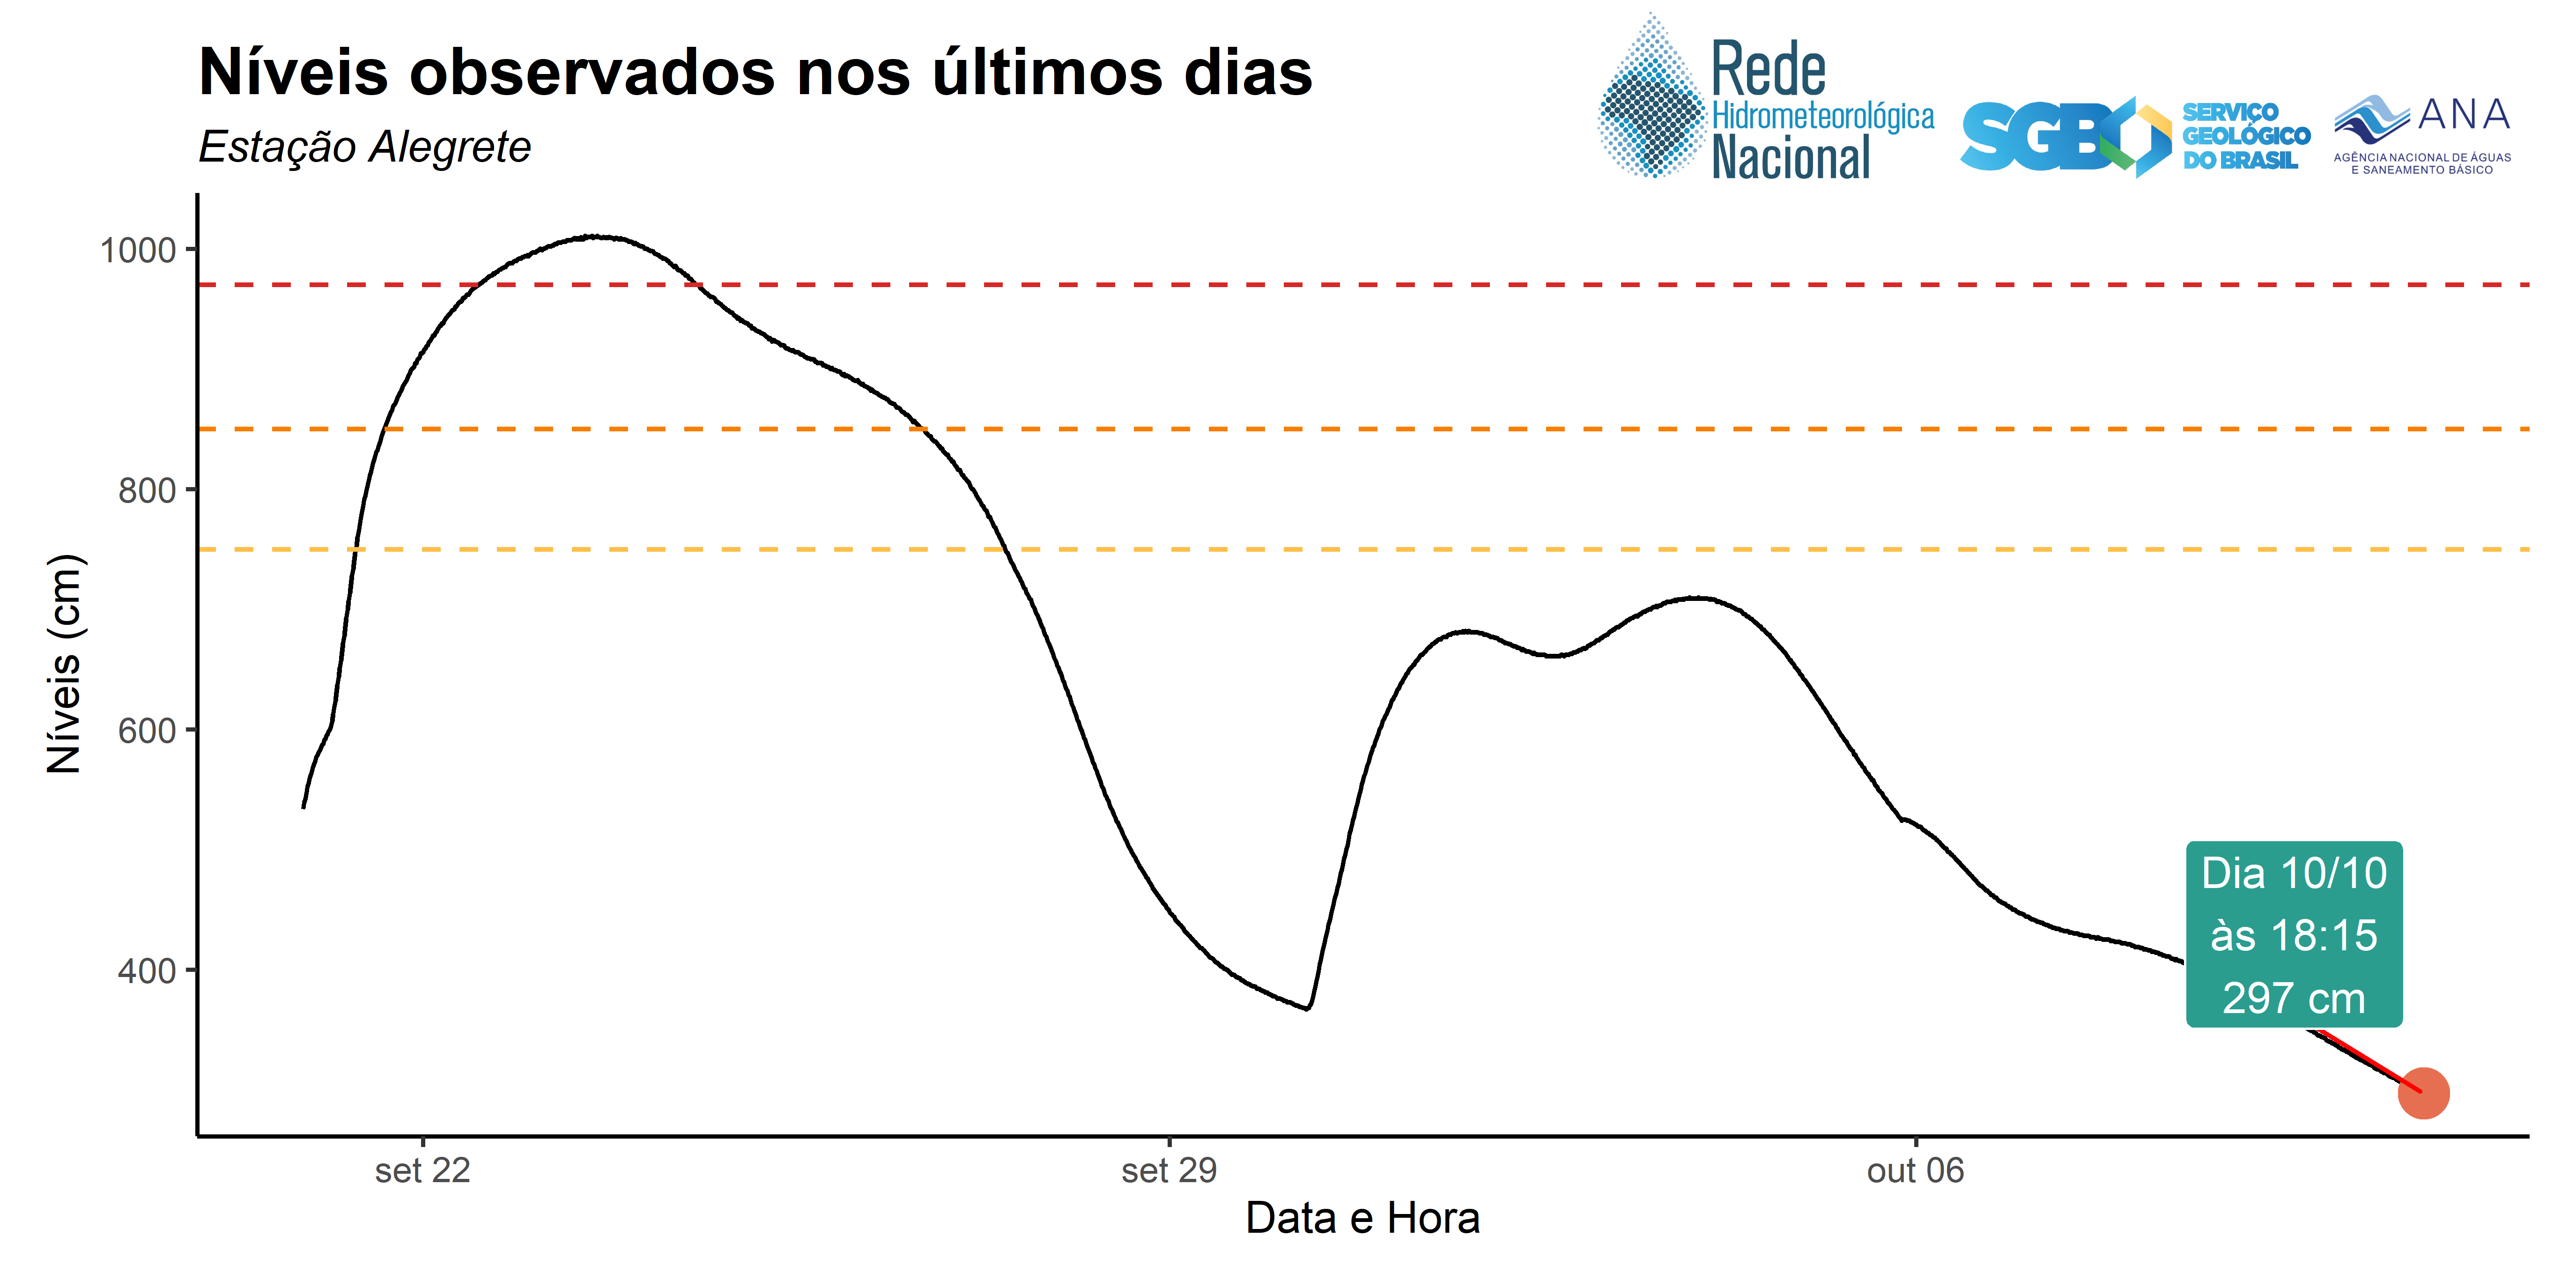 Níveis observados nos últimos dias
Estação Alegrete
Rede
Hidrometeorológica
Nacional
SGB
SERVIÇO
GEOLÓGICO
DO BRASIL
ANA
AGÊNCIA NACIONAL DE ÁGUAS
E SANEAMENTO BÁSICO
Níveis (cm)
1000
800
600
400
Dia 10/10
às 18:15
297 cm
set 22
set 29
out 06
Data e Hora